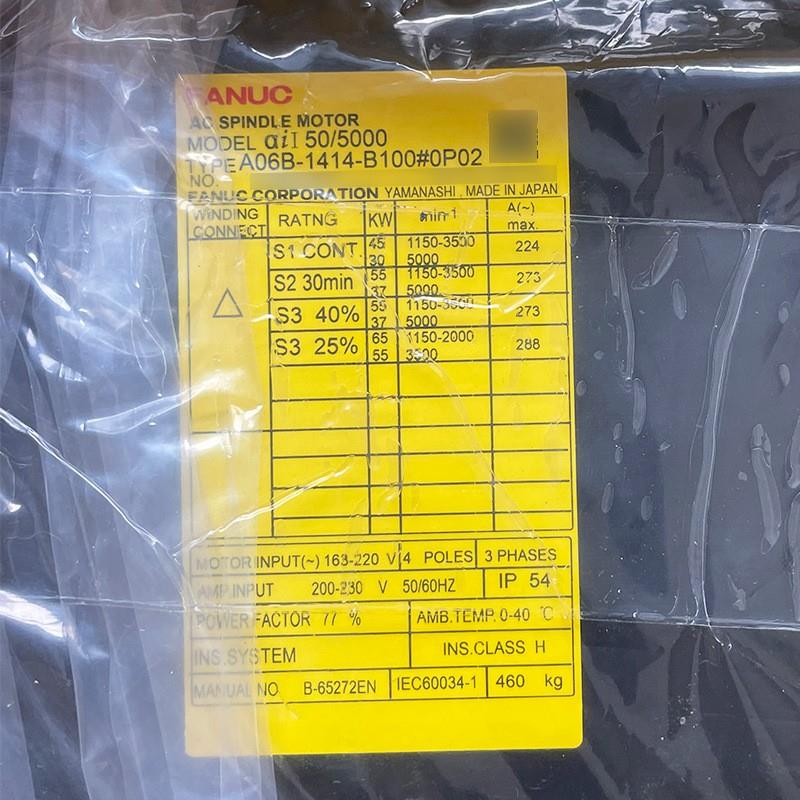 FANUC
AC SPINDLE MOTOR
MODEL αiI 50/5000
TYPE A06B-1414-B100#0P02
NO.
FANUC CORPORATION YAMANASHI . MADE IN JAPAN
WINDING CONNECT RATNG KW min-1 A(~) max.
S1 CONT. 45 1150-3500 224
30 5000
S2 30min 55 1150-3500 273
37 5000
S3 40% 55 1150-3500 273
37 5000
S3 25% 65 1150-2000 288
55 3500
MOTOR INPUT(~) 163-220 V 4 POLES 3 PHASES
AMP.INPUT 200-230 V 50/60HZ IP 54
POWER FACTOR 77 % AMB.TEMP. 0-40 ℃
INS.SYSTEM INS.CLASS H
MANUAL NO. B-65272EN IEC60034-1 460 kg